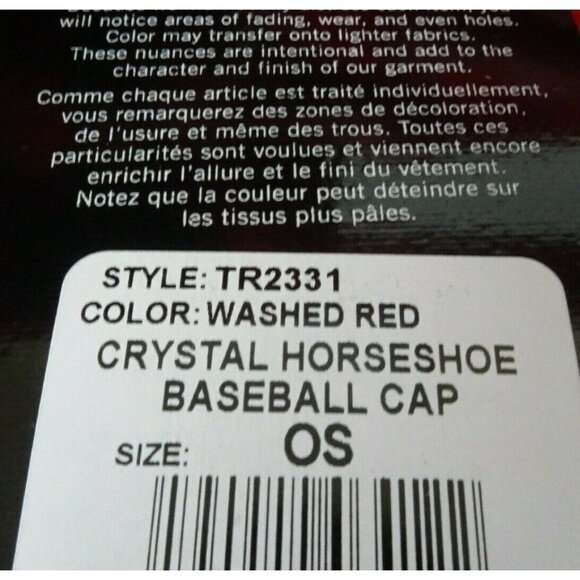 will notice areas of fading, wear, and even holes.
Color may transfer onto lighter fabrics.
These nuances are intentional and add to the
character and finish of our garment.
Comme chaque article est traité individuellement,
vous remarquerez des zones de décoloration,
de l'usure et même des trous. Toutes ces
particularités sont voulues et viennent encore
enrichir l'allure et le fini du vêtement.
Notez que la couleur peut déteindre sur
les tissus plus pâles.
STYLE: TR2331
COLOR: WASHED RED
CRYSTAL HORSESHOE
BASEBALL CAP
SIZE: OS